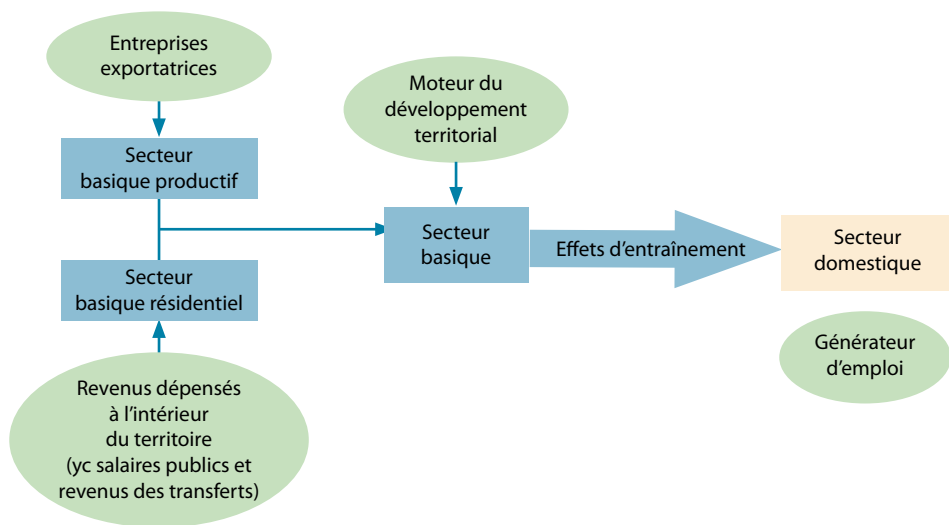 Entreprises
exportatrices
Secteur
basique productif
Secteur
basique résidentiel
Revenus dépensés
à l’intérieur
du territoire
(yc salaires publics et
revenus des transferts)
Moteur du
développement
territorial
Secteur
basique
Effets d’entraînement
Secteur
domestique
Générateur
d’emploi